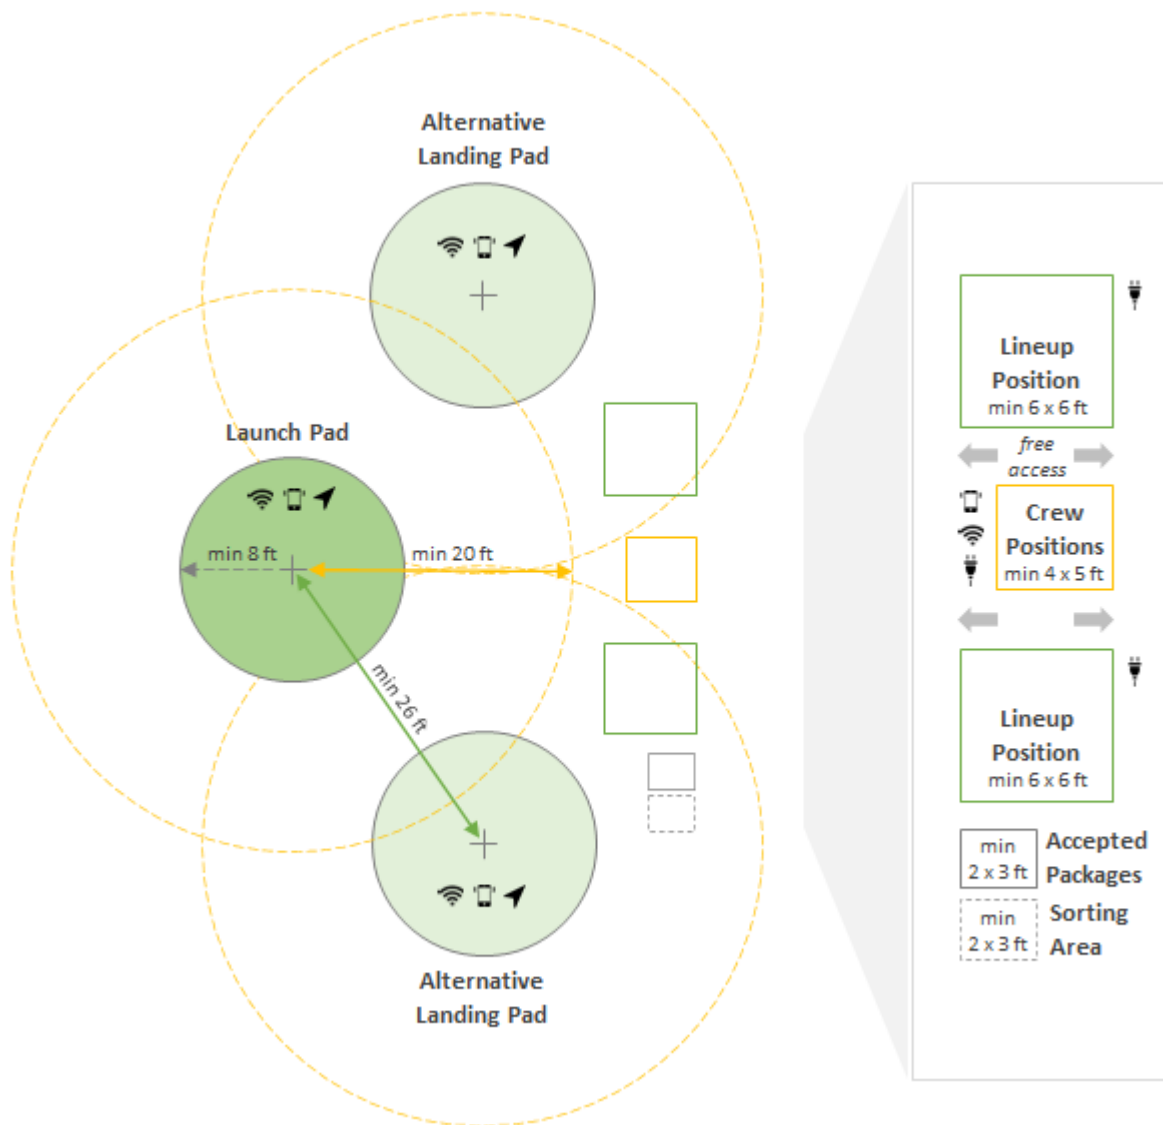 Alternative
Landing Pad
Launch Pad
min 8 ft
min 20 ft
min 26 ft
Alternative
Landing Pad
Lineup
Position
min 6 x 6 ft
free
access
Crew
Positions
min 4 x 5 ft
Lineup
Position
min 6 x 6 ft
min
2 x 3 ft
Accepted
Packages
min
2 x 3 ft
Sorting
Area